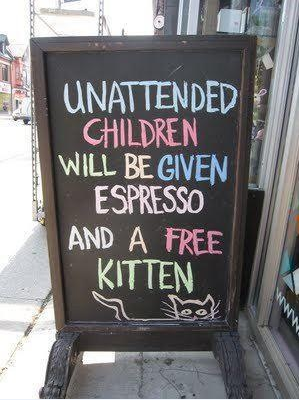 UNATTENDED
CHILDREN
WILL BE GIVEN
ESPRESSO
AND A FREE
KITTEN